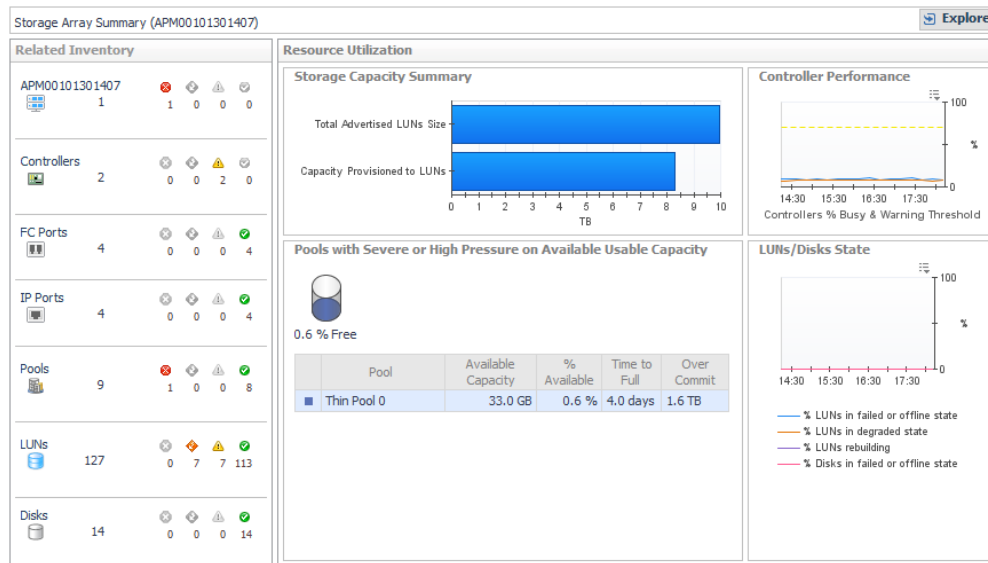 Storage Array Summary (APM00101301407)
Explore
Related Inventory
APM00101301407
1
1 0 0 0
Controllers
2
0 0 2 0
FC Ports
4
0 0 0 4
IP Ports
4
0 0 0 4
Pools
9
1 0 0 8
LUNs
127
0 7 7 113
Disks
14
0 0 0 14
Resource Utilization
Storage Capacity Summary
Total Advertised LUNs Size
Capacity Provisioned to LUNs
0 1 2 3 4 5 6 7 8 9 10
TB
Controller Performance
100
%
0
14:30 15:30 16:30 17:30
Controllers % Busy & Warning Threshold
Pools with Severe or High Pressure on Available Usable Capacity
0.6 % Free
Pool Available Capacity % Available Time to Full Over Commit
Thin Pool 0 33.0 GB 0.6 % 4.0 days 1.6 TB
LUNs/Disks State
100
%
0
14:30 15:30 16:30 17:30
% LUNs in failed or offline state
% LUNs in degraded state
% LUNs rebuilding
% Disks in failed or offline state